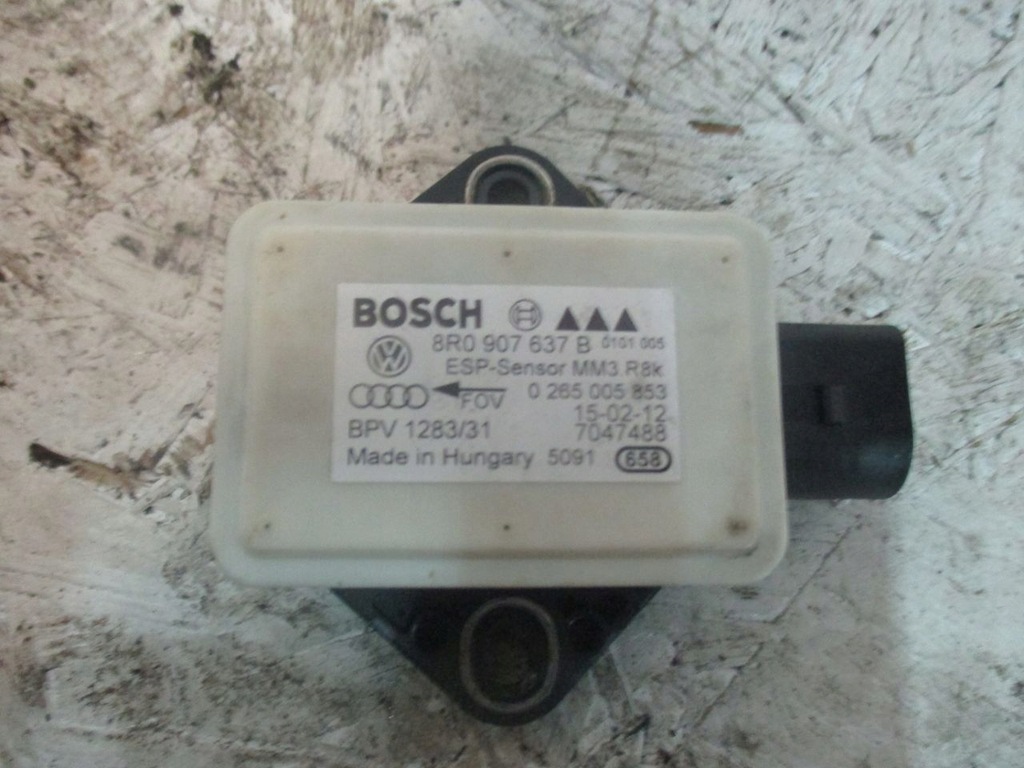 BOSCH
8R0 907 637 B 0101 005
ESP-Sensor MM3 R8k
FOV 0 265 005 853
15-02-12
BPV 1283/31 7047488
Made in Hungary 5091 658